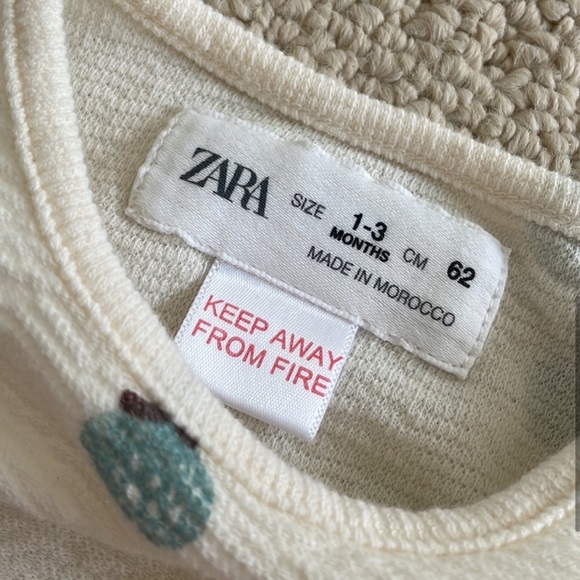 ZARA SIZE 1-3 MONTHS CM 62
MADE IN MOROCCO
KEEP AWAY
FROM FIRE